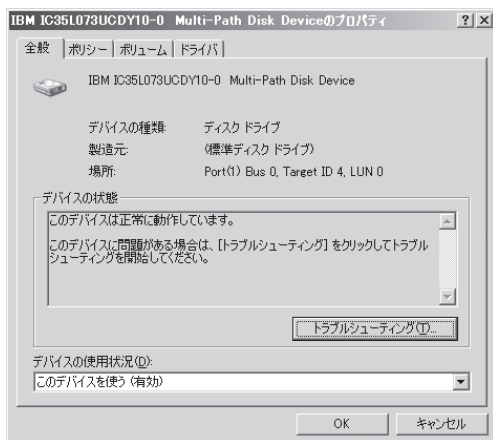 IBM IC35L073UCDY10-0 Multi-Path Disk Deviceのプロパティ
全般 ポリシー ボリューム ドライバ
IBM IC35L073UCDY10-0 Multi-Path Disk Device
デバイスの種類: ディスク ドライブ
製造元: (標準ディスク ドライブ)
場所: Port(1) Bus 0, Target ID 4, LUN 0
デバイスの状態
このデバイスは正常に動作しています。
このデバイスに問題がある場合は、[トラブルシューティング] をクリックしてトラブル
シューティングを開始してください。
トラブルシューティング(T)...
デバイスの使用状況(D):
このデバイスを使う (有効)
OK キャンセル